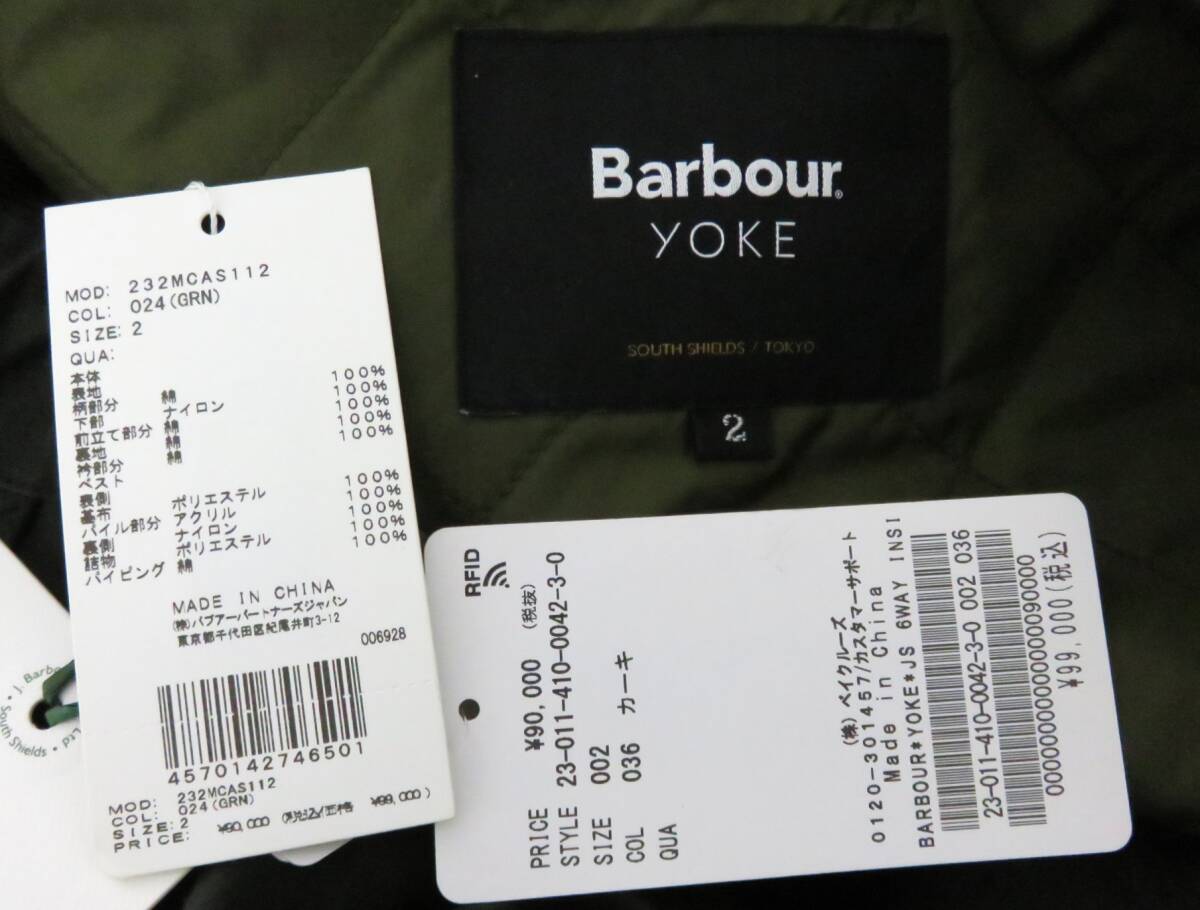 Barbour
YOKE
SOUTH SHIELDS / TOKYO
2
MOD: 232MCAS112
COL: 024(GRN)
SIZE: 2
QUA:
本体
表地 綿 100%
柄部分 ナイロン 100%
下部 綿 100%
前立て部分 綿 100%
裏地 綿 100%
衿部分
ベスト
表側 ポリエステル 100%
基布 アクリル 100%
パイル部分 ナイロン 100%
裏側 ポリエステル 100%
詰物 綿 100%
パイピング
MADE IN CHINA
(株)バブアーパートナーズジャパン
東京都千代田区紀尾井町3-12
006928
4570142746501
MOD: 232MCAS112
COL: 024(GRN)
SIZE: 2
PRICE: ¥90,000 (税込価格 ¥99,000)
J. Barbo
Ltd
South Shields
RFID
PRICE ¥90,000 (税抜)
STYLE 23-011-410-0042-3-0
SIZE 002
COL 036 カーキ
QUA
(株) ベイクルーズ
0120-301457/カスタマーサポート
Made in China
BARBOUR*YOKE*JS 6WAY INSI
23-011-410-0042-3-0 002 036
¥99,000(税込)